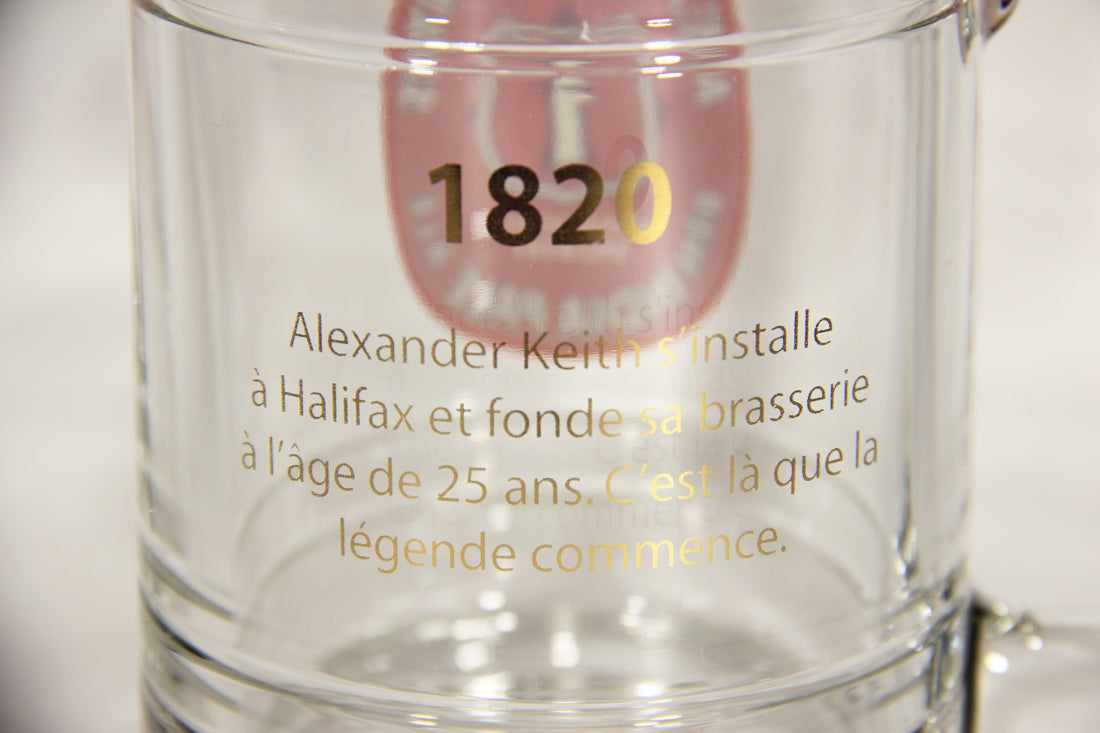 1820
Alexander Keith s'installe
à Halifax et fonde sa brasserie
à l'âge de 25 ans. C'est là que la
légende commence.